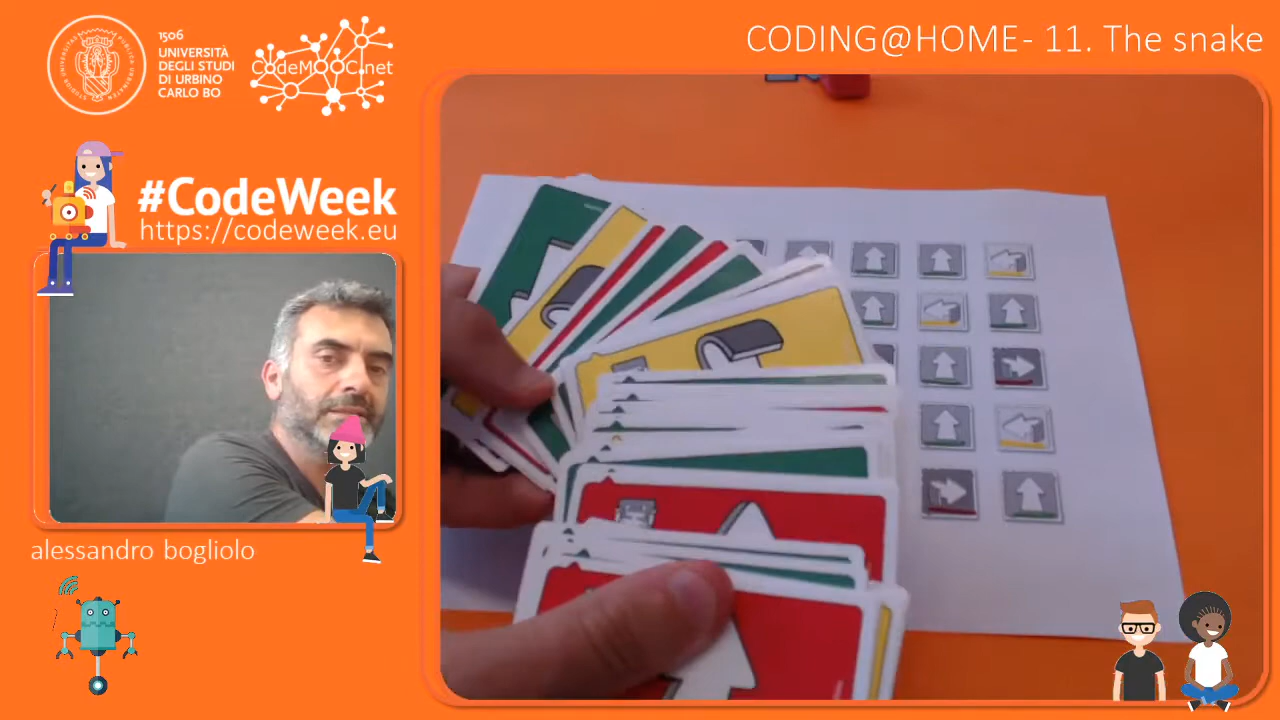 CODING@HOME - 11. The snake
1506
UNIVERSITÀ
DEGLI STUDI
DI URBINO
CARLO BO
CodeMOOC.net
#CodeWeek
https://codeweek.eu
alessandro bogliolo